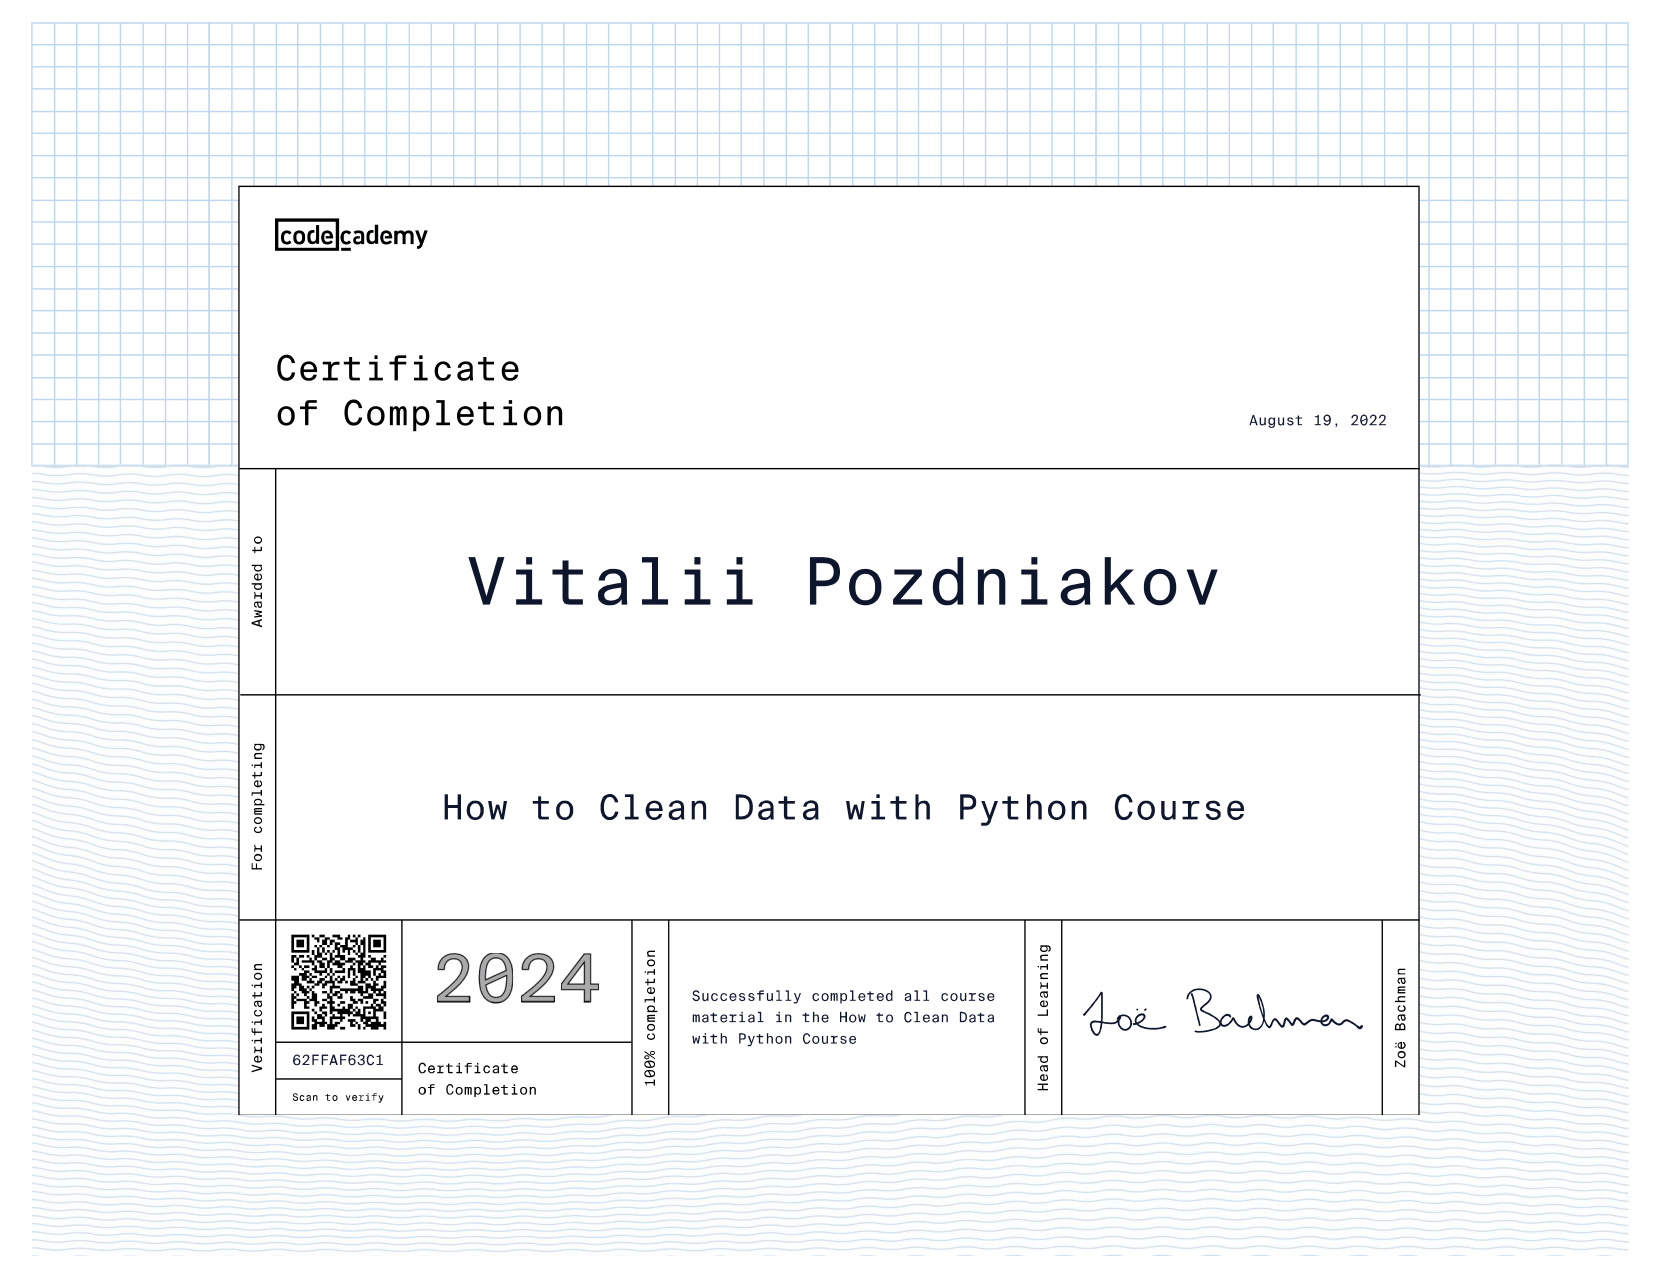 codecademy
Certificate
of Completion
August 19, 2022
Awarded to
Vitalii Pozdniakov
For completing
How to Clean Data with Python Course
Verification
62FFAF63C1
Scan to verify
2024
Certificate
of Completion
100% completion
Successfully completed all course
material in the How to Clean Data
with Python Course
Head of Learning
Zoë Bachman
Zoë Bachman